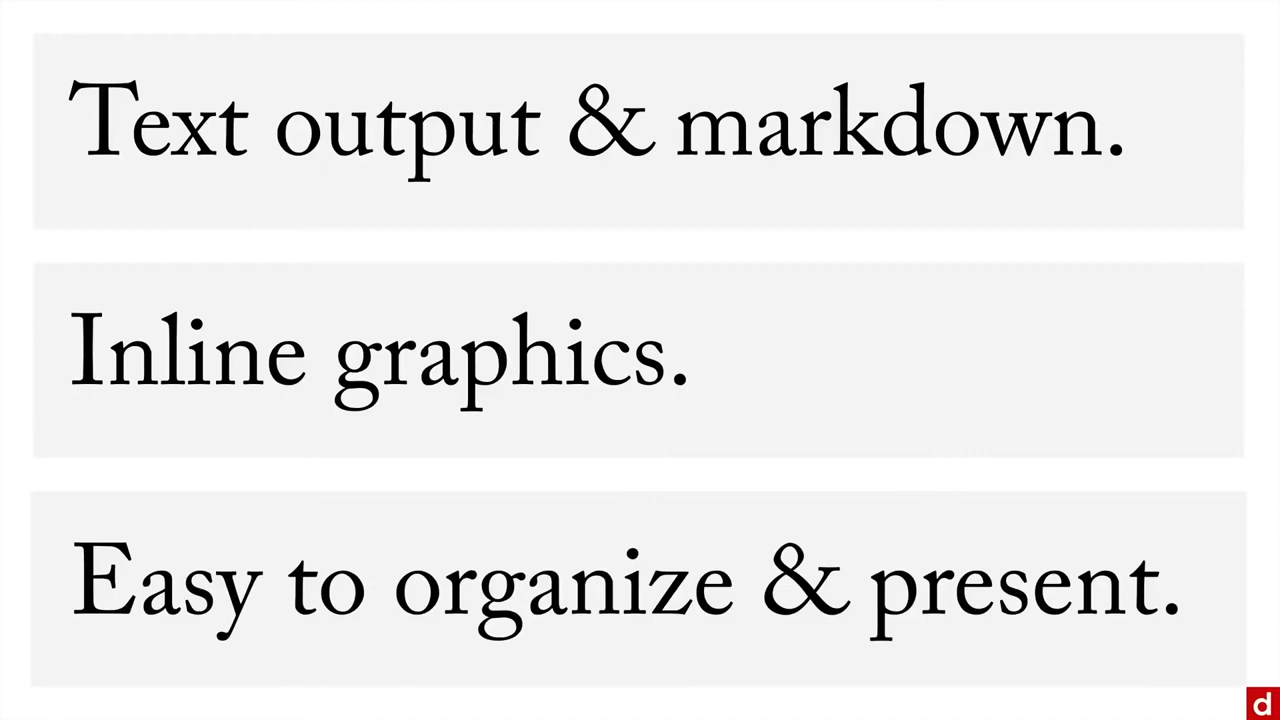 Text output & markdown.
Inline graphics.
Easy to organize & present.
d